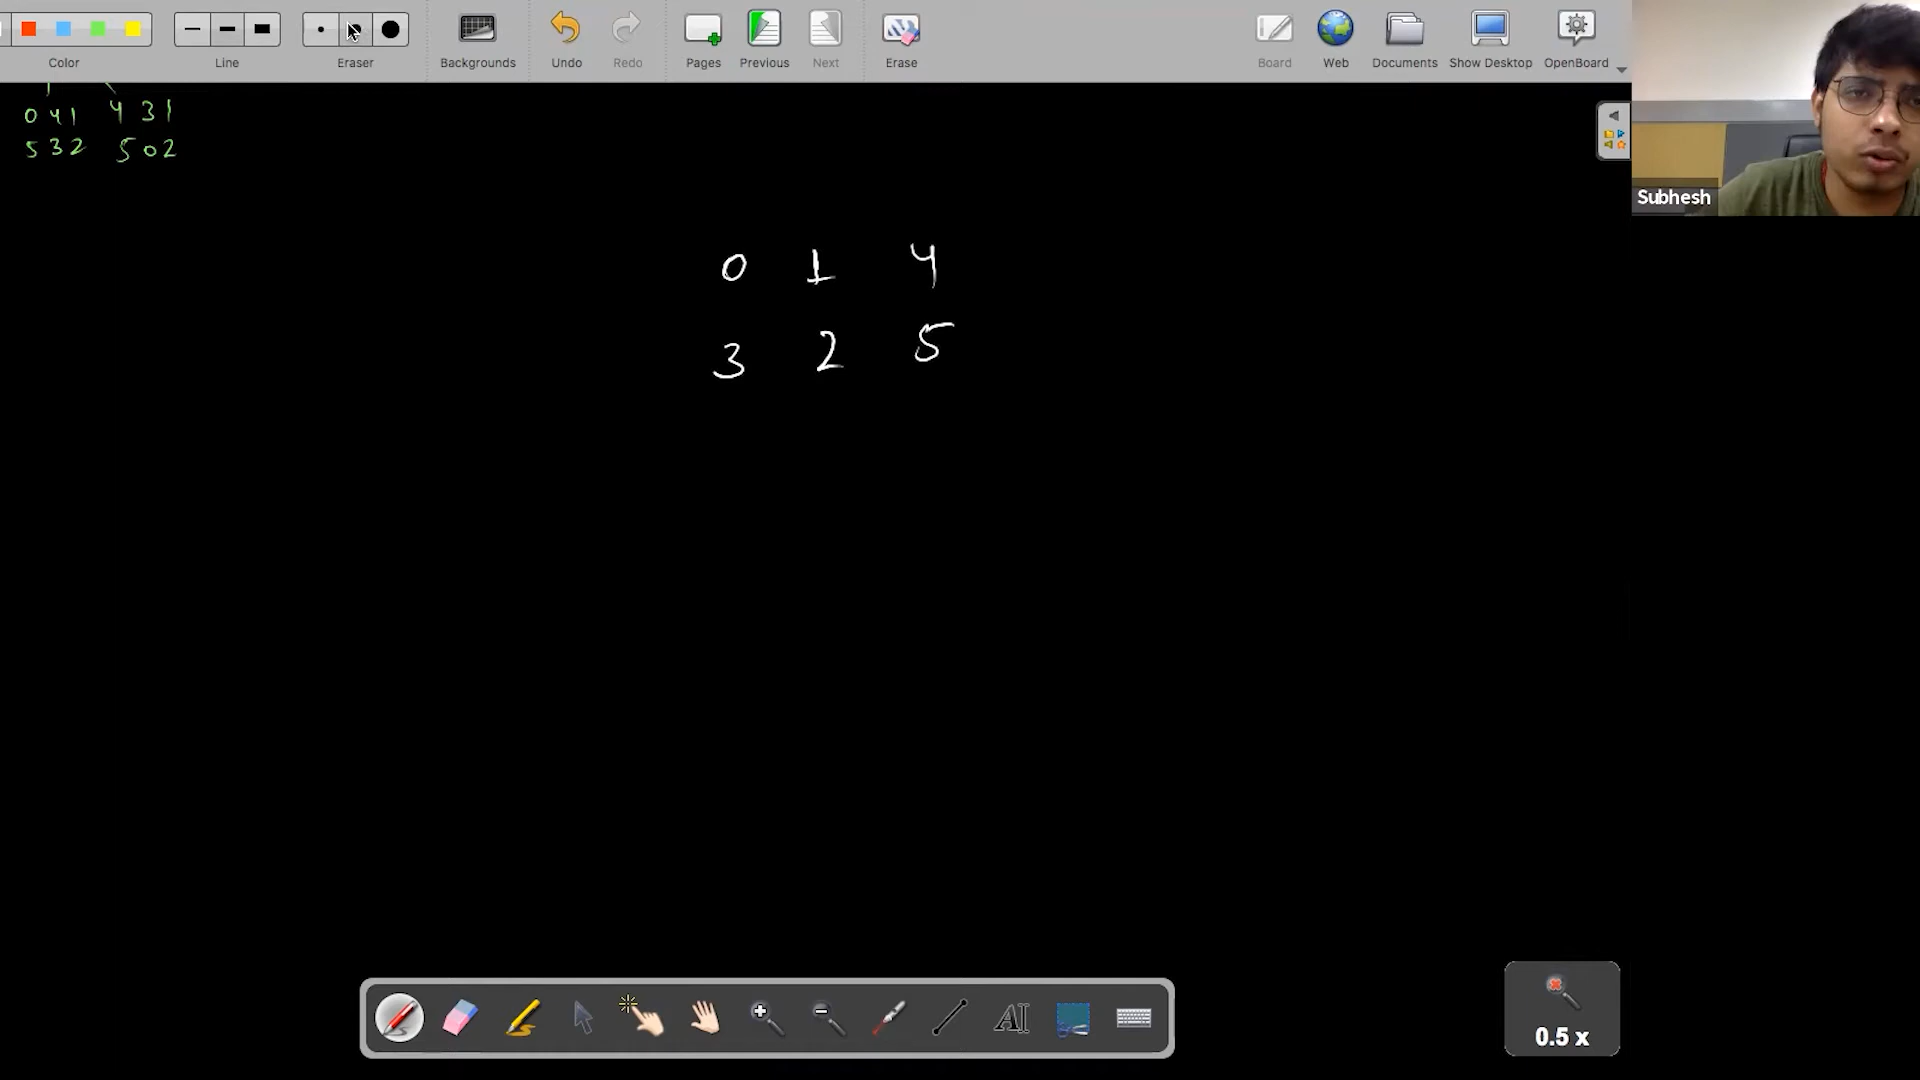 Color Line Eraser Backgrounds Undo Redo Pages Previous Next Erase Board Web Documents Show Desktop OpenBoard
0 4 1 4 3 1
5 3 2 5 0 2
Subhesh
0 1 4
3 2 5
AI
0.5 x